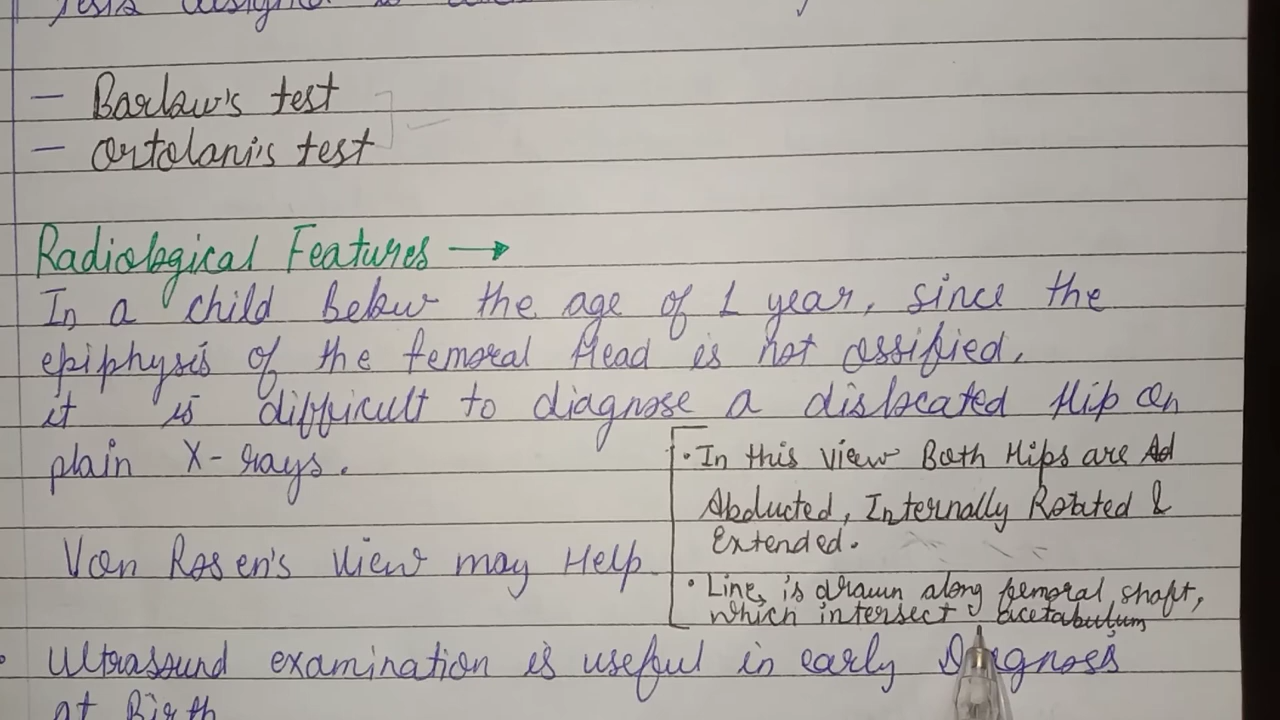 Tests
- Barlow's test
- Ortolani's test
Radiological Features →
In a child Below the age of 1 year, since the
epiphysis of the femoral Head is not ossified.
it is difficult to diagnose a dislocated Hip on
plain X-rays.
• In this view Both Hips are Ad
Abducted, Internally Rotated &
Extended.
Von Rosen's View may Help
• Line is drawn along femoral shaft,
which intersect acetabulum
• Ultrasound examination is useful in early Diagnosis
at Birth